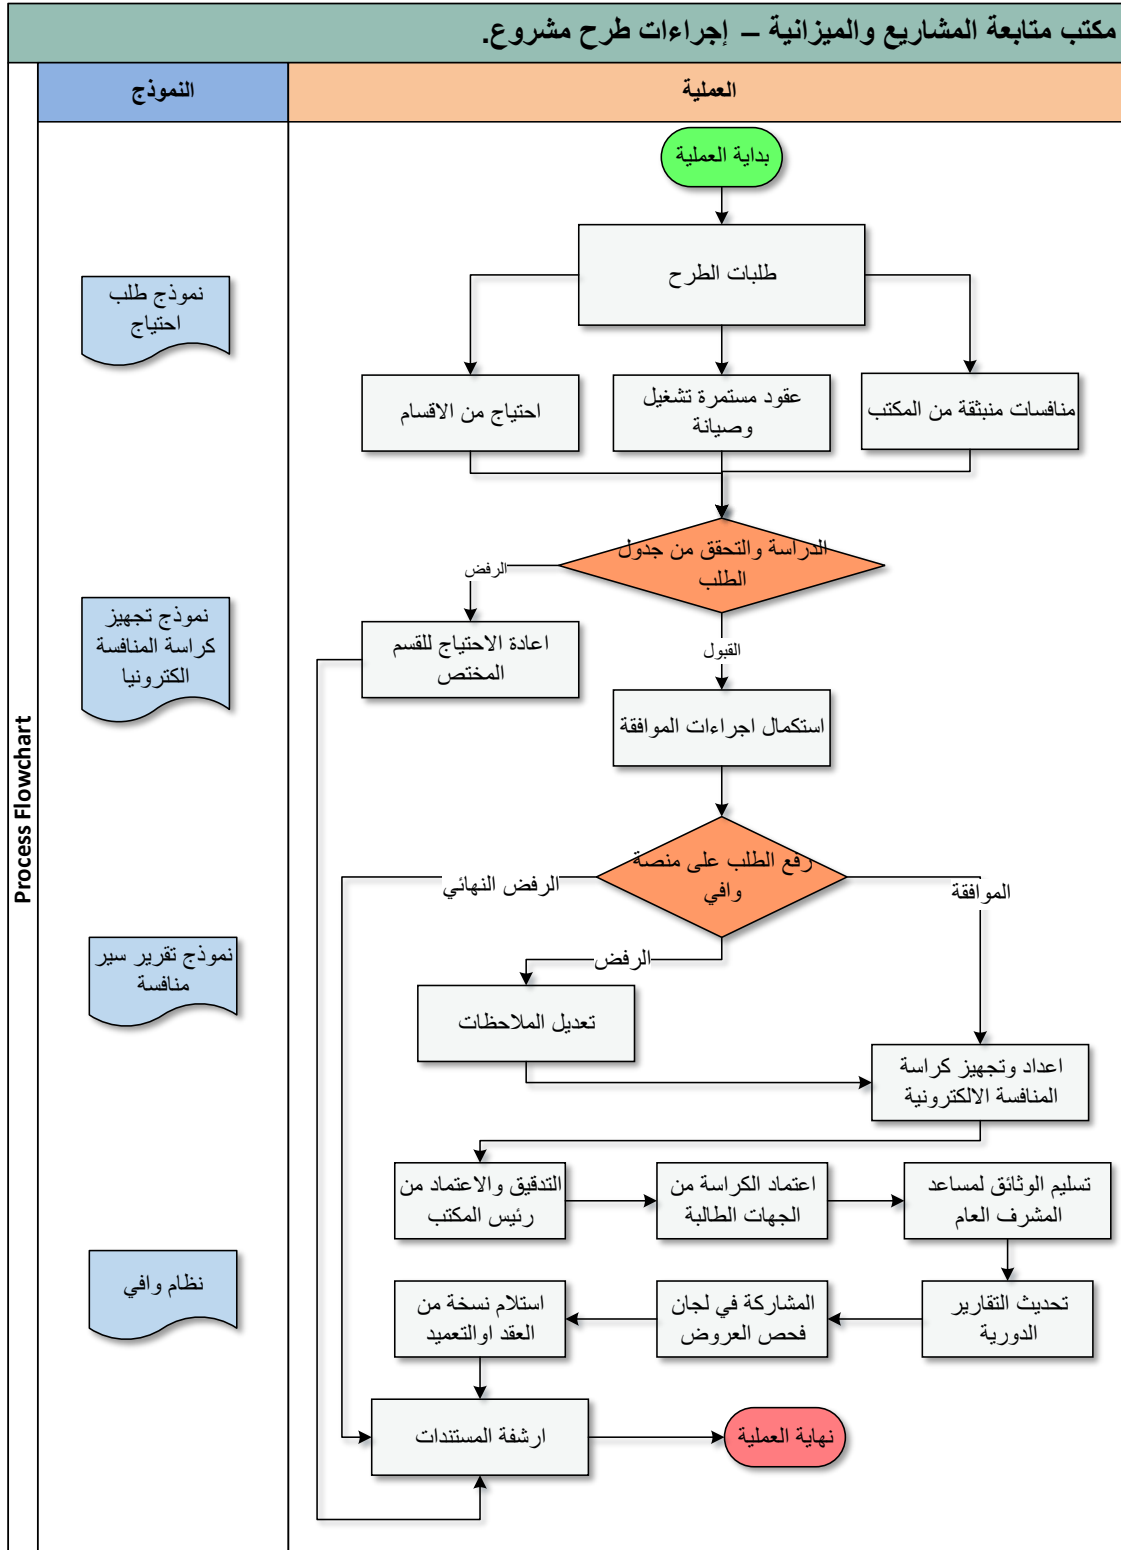 مكتب متابعة المشاريع والميزانية – إجراءات طرح مشروع.
العملية
النموذج
Process Flowchart
بداية العملية
طلبات الطرح
منافسات منبثقة من المكتب
عقود مستمرة تشغيل
وصيانة
احتياج من الاقسام
الدراسة والتحقق من جدول
الطلب
الرفض
اعادة الاحتياج للقسم
المختص
القبول
استكمال اجراءات الموافقة
رفع الطلب على منصة
وافي
الموافقة
الرفض النهائي
الرفض
تعديل الملاحظات
اعداد وتجهيز كراسة
المنافسة الالكترونية
التدقيق والاعتماد من
رئيس المكتب
اعتماد الكراسة من
الجهات الطالبة
تسليم الوثائق لمساعد
المشرف العام
تحديث التقارير
الدورية
المشاركة في لجان
فحص العروض
استلام نسخة من
العقد اوالتعميد
ارشفة المستندات
نهاية العملية
نموذج طلب
احتياج
نموذج تجهيز
كراسة المنافسة
الكترونيا
نموذج تقرير سير
منافسة
نظام وافي